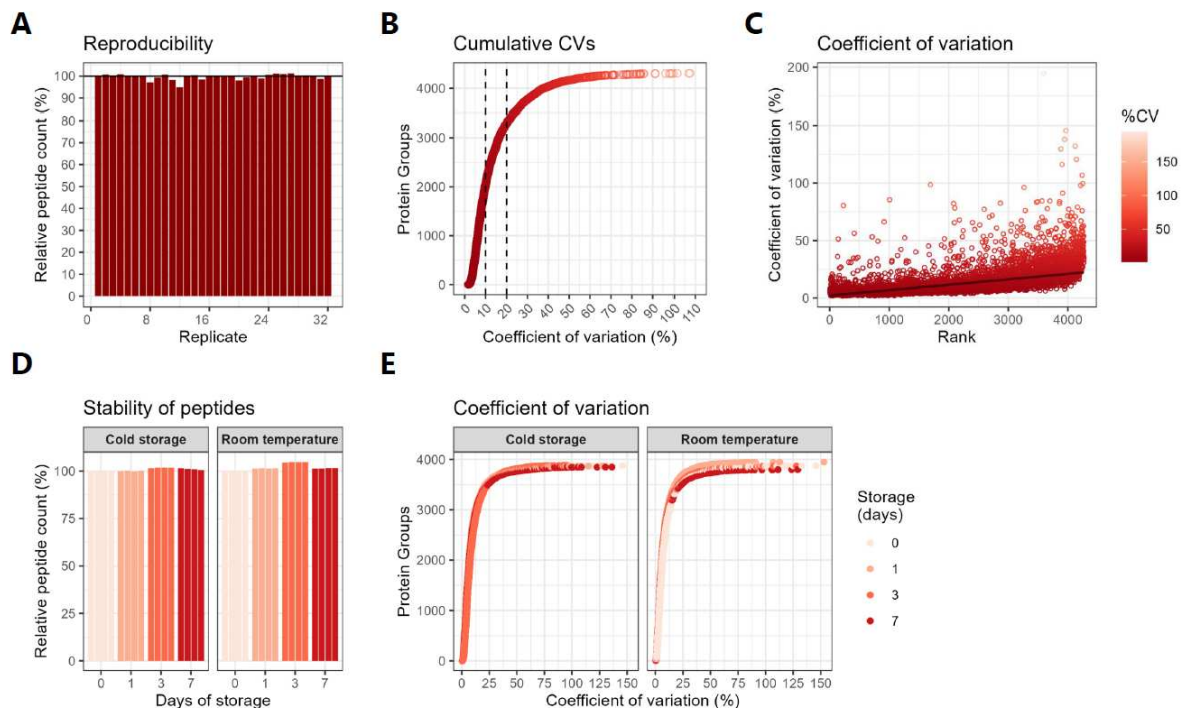 A
Reproducibility
Relative peptide count (%)
100
90
80
70
60
50
40
30
20
10
0
0 8 16 24 32
Replicate
B
Cumulative CVs
Protein Groups
4000
3000
2000
1000
0
0 10 20 30 40 50 60 70 80 90 100 110
Coefficient of variation (%)
C
Coefficient of variation
Coefficient of variation (%)
200
150
100
50
0
0 1000 2000 3000 4000
Rank
%CV
150
100
50
D
Stability of peptides
Cold storage Room temperature
Relative peptide count (%)
100
75
50
25
0
0 1 3 7 0 1 3 7
Days of storage
E
Coefficient of variation
Cold storage Room temperature
Protein Groups
4000
3000
2000
1000
0
0 25 50 75 100 125 150 0 25 50 75 100 125 150
Coefficient of variation (%)
Storage
(days)
0
1
3
7